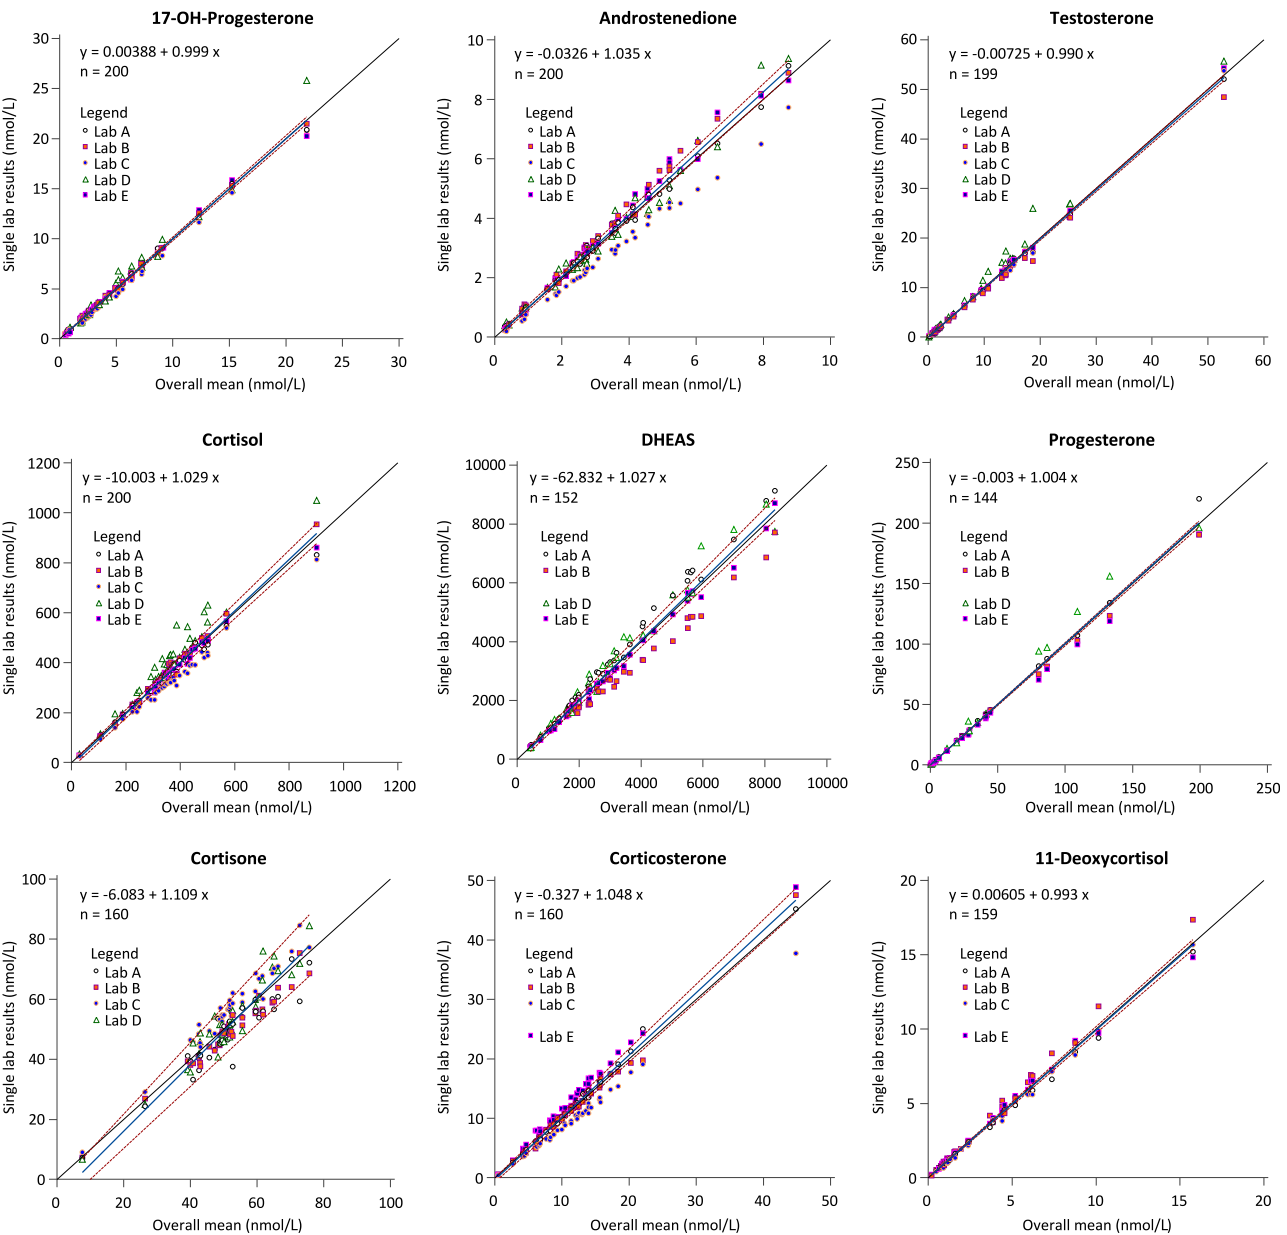 17-OH-Progesterone
y = 0.00388 + 0.999 x
n = 200
Legend
Lab A
Lab B
Lab C
Lab D
Lab E
Single lab results (nmol/L)
30
25
20
15
10
5
0
0 5 10 15 20 25 30
Overall mean (nmol/L)
Androstenedione
y = -0.0326 + 1.035 x
n = 200
Legend
Lab A
Lab B
Lab C
Lab D
Lab E
Single lab results (nmol/L)
10
8
6
4
2
0
0 2 4 6 8 10
Overall mean (nmol/L)
Testosterone
y = -0.00725 + 0.990 x
n = 199
Legend
Lab A
Lab B
Lab C
Lab D
Lab E
Single lab results (nmol/L)
60
50
40
30
20
10
0
0 10 20 30 40 50 60
Overall mean (nmol/L)
Cortisol
y = -10.003 + 1.029 x
n = 200
Legend
Lab A
Lab B
Lab C
Lab D
Lab E
Single lab results (nmol/L)
1200
1000
800
600
400
200
0
0 200 400 600 800 1000 1200
Overall mean (nmol/L)
DHEAS
y = -62.832 + 1.027 x
n = 152
Legend
Lab A
Lab B
Lab D
Lab E
Single lab results (nmol/L)
10000
8000
6000
4000
2000
0
0 2000 4000 6000 8000 10000
Overall mean (nmol/L)
Progesterone
y = -0.003 + 1.004 x
n = 144
Legend
Lab A
Lab B
Lab D
Lab E
Single lab results (nmol/L)
250
200
150
100
50
0
0 50 100 150 200 250
Overall mean (nmol/L)
Cortisone
y = -6.083 + 1.109 x
n = 160
Legend
Lab A
Lab B
Lab C
Lab D
Single lab results (nmol/L)
100
80
60
40
20
0
0 20 40 60 80 100
Overall mean (nmol/L)
Corticosterone
y = -0.327 + 1.048 x
n = 160
Legend
Lab A
Lab B
Lab C
Lab E
Single lab results (nmol/L)
50
40
30
20
10
0
0 10 20 30 40 50
Overall mean (nmol/L)
11-Deoxycortisol
y = 0.00605 + 0.993 x
n = 159
Legend
Lab A
Lab B
Lab C
Lab E
Single lab results (nmol/L)
20
15
10
5
0
0 5 10 15 20
Overall mean (nmol/L)